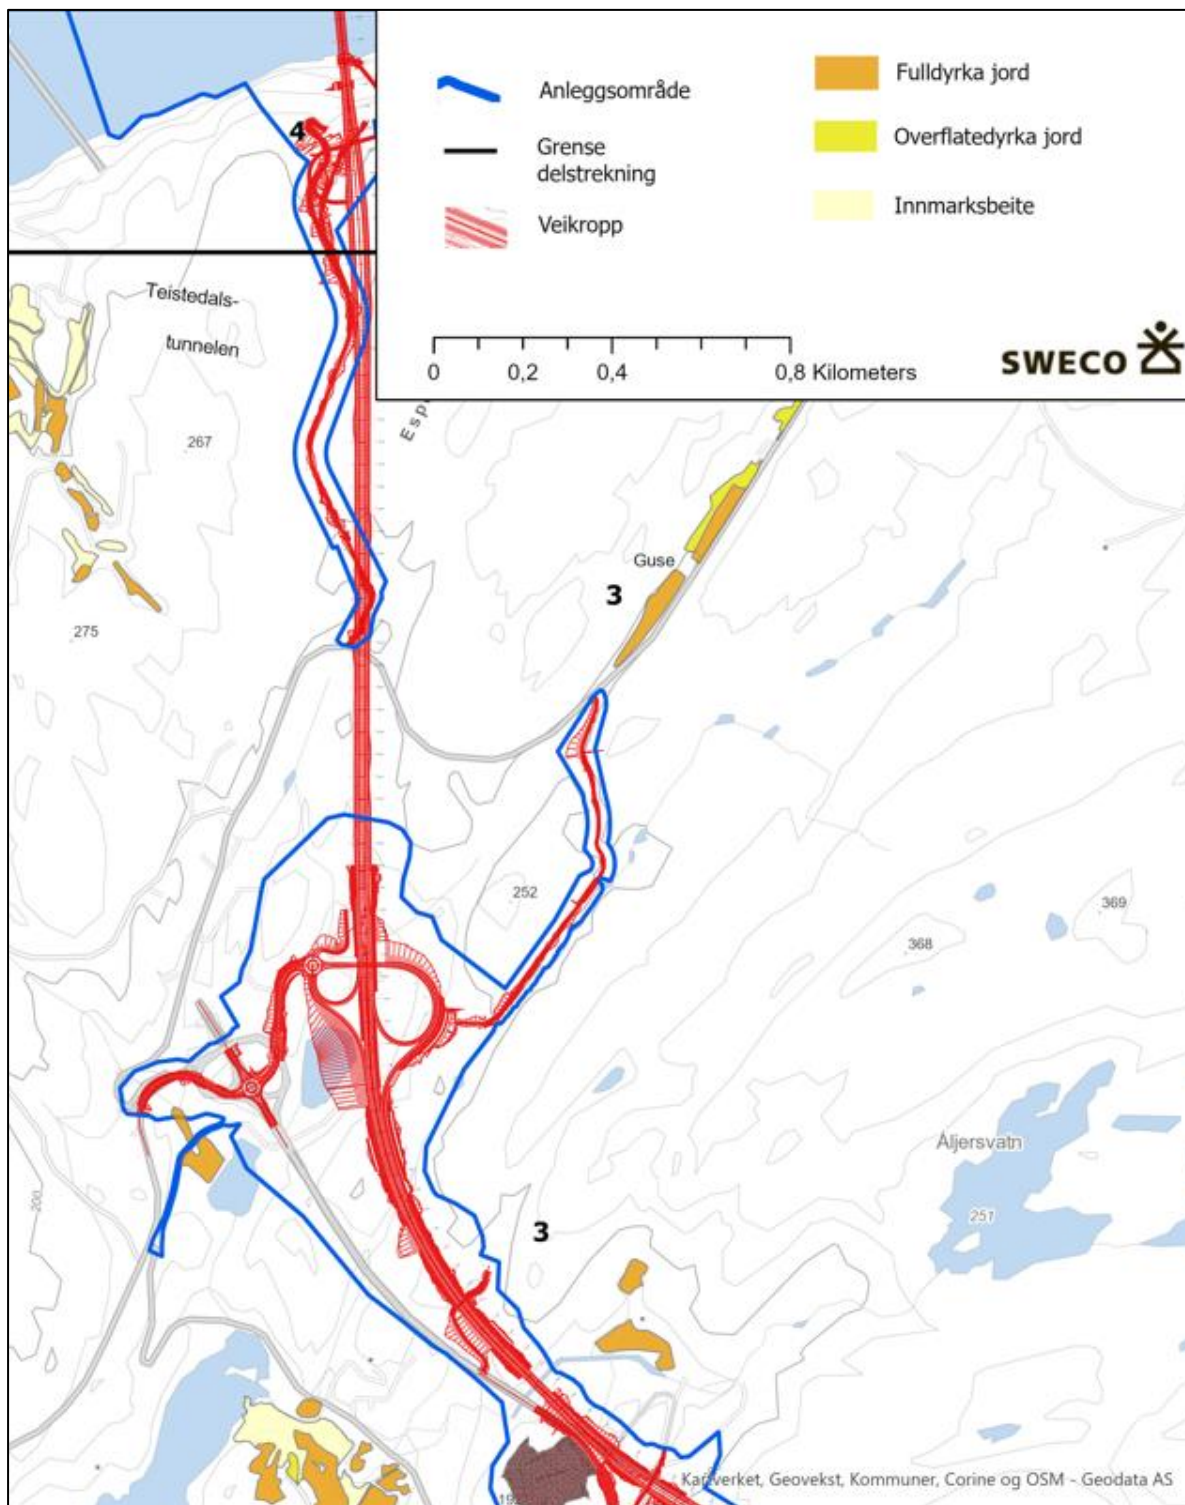 Anleggsområde
Grense
delstrekning
Veikropp
Fulldyrka jord
Overflatedyrka jord
Innmarksbeite
0 0,2 0,4 0,8 Kilometers
SWECO
4
Teistedals-
tunnelen
267
275
Guse
3
252
369
368
Åljersvatn
251
200
3
Kartverket, Geovekst, Kommuner, Corine og OSM - Geodata AS